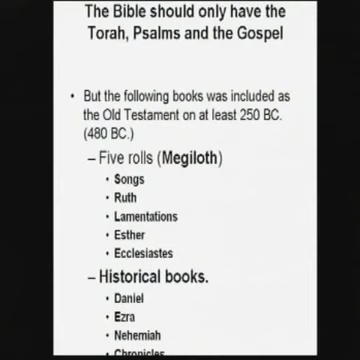 The Bible should only have the
Torah, Psalms and the Gospel
• But the following books was included as
the Old Testament on at least 250 BC.
(480 BC.)
– Five rolls (Megiloth)
• Songs
• Ruth
• Lamentations
• Esther
• Ecclesiastes
– Historical books.
• Daniel
• Ezra
• Nehemiah
• Chronicles